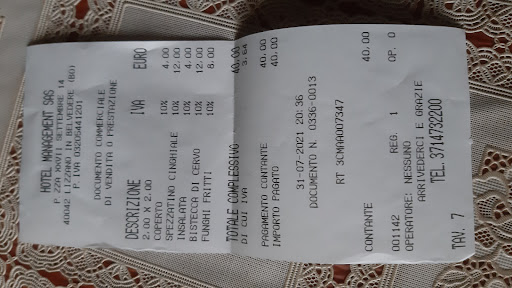 HOTEL MANAGEMENT SAS
P.ZZA XXVII SETTEMBRE 14
40042 LIZZANO IN BELVEDERE (BO)
P. IVA 03205441201
DOCUMENTO COMMERCIALE
DI VENDITA O PRESTAZIONE
DESCRIZIONE IVA EURO
2.00 X 2.00
COPERTO 10% 4.00
SPEZZATINO CINGHIALE 10% 12.00
INSALATA 10% 4.00
BISTECCA DI CERVO 10% 12.00
FUNGHI FRITTI 10% 8.00
TOTALE COMPLESSIVO 40.00
DI CUI IVA 3.64
PAGAMENTO CONTANTE 40.00
IMPORTO PAGATO 40.00
31-07-2021 20:36
DOCUMENTO N. 0336-0013
RT 3CMAA007347
CONTANTE 40.00
001142 REG. 1 OP. 0
OPERATORE: NESSUNO
ARRIVEDERCI E GRAZIE
TEL 3714792200
TAV. 7